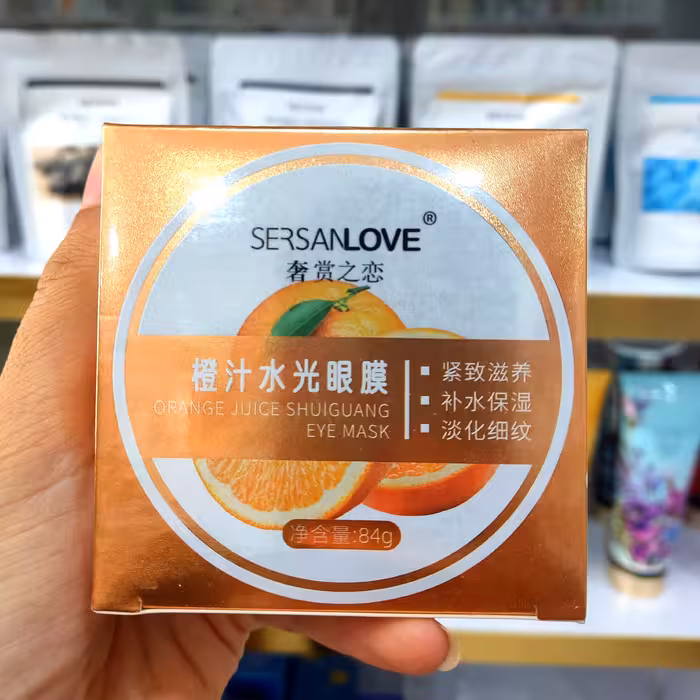 SERSANLOVE®
奢赏之恋
橙汁水光眼膜
ORANGE JUICE SHUIGUANG
EYE MASK
▪ 紧致滋养
▪ 补水保湿
▪ 淡化细纹
净含量:84g